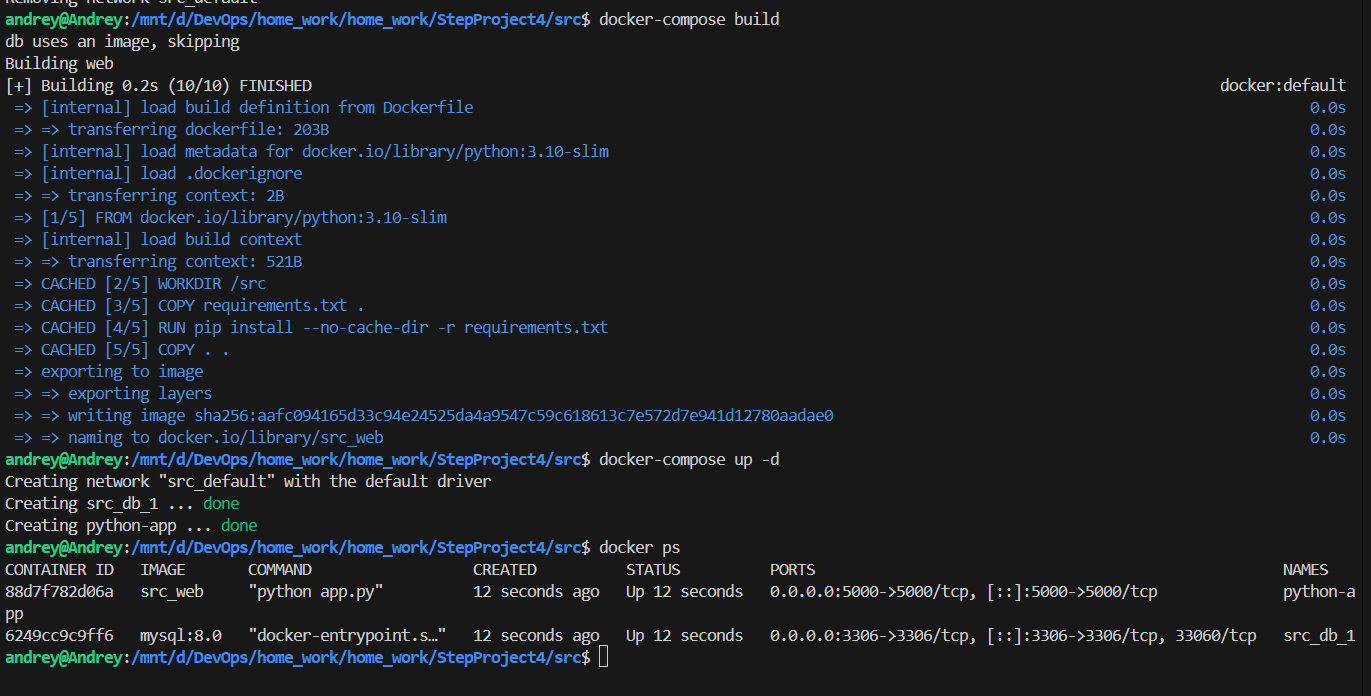 Removing network src_default
andrey@Andrey:/mnt/d/DevOps/home_work/home_work/StepProject4/src$ docker-compose build
db uses an image, skipping
Building web
[+] Building 0.2s (10/10) FINISHED docker:default
=> [internal] load build definition from Dockerfile 0.0s
=> => transferring dockerfile: 203B 0.0s
=> [internal] load metadata for docker.io/library/python:3.10-slim 0.0s
=> [internal] load .dockerignore 0.0s
=> => transferring context: 2B 0.0s
=> [1/5] FROM docker.io/library/python:3.10-slim 0.0s
=> [internal] load build context 0.0s
=> => transferring context: 521B 0.0s
=> CACHED [2/5] WORKDIR /src 0.0s
=> CACHED [3/5] COPY requirements.txt . 0.0s
=> CACHED [4/5] RUN pip install --no-cache-dir -r requirements.txt 0.0s
=> CACHED [5/5] COPY . . 0.0s
=> exporting to image 0.0s
=> => exporting layers 0.0s
=> => writing image sha256:aafc094165d33c94e24525da4a9547c59c618613c7e572d7e941d12780aadae0 0.0s
=> => naming to docker.io/library/src_web 0.0s
andrey@Andrey:/mnt/d/DevOps/home_work/home_work/StepProject4/src$ docker-compose up -d
Creating network "src_default" with the default driver
Creating src_db_1 ... done
Creating python-app ... done
andrey@Andrey:/mnt/d/DevOps/home_work/home_work/StepProject4/src$ docker ps
CONTAINER ID IMAGE COMMAND CREATED STATUS PORTS NAMES
88d7f782d06a src_web "python app.py" 12 seconds ago Up 12 seconds 0.0.0.0:5000->5000/tcp, [::]:5000->5000/tcp python-a
pp
6249cc9c9ff6 mysql:8.0 "docker-entrypoint.s…" 12 seconds ago Up 12 seconds 0.0.0.0:3306->3306/tcp, [::]:3306->3306/tcp, 33060/tcp src_db_1
andrey@Andrey:/mnt/d/DevOps/home_work/home_work/StepProject4/src$